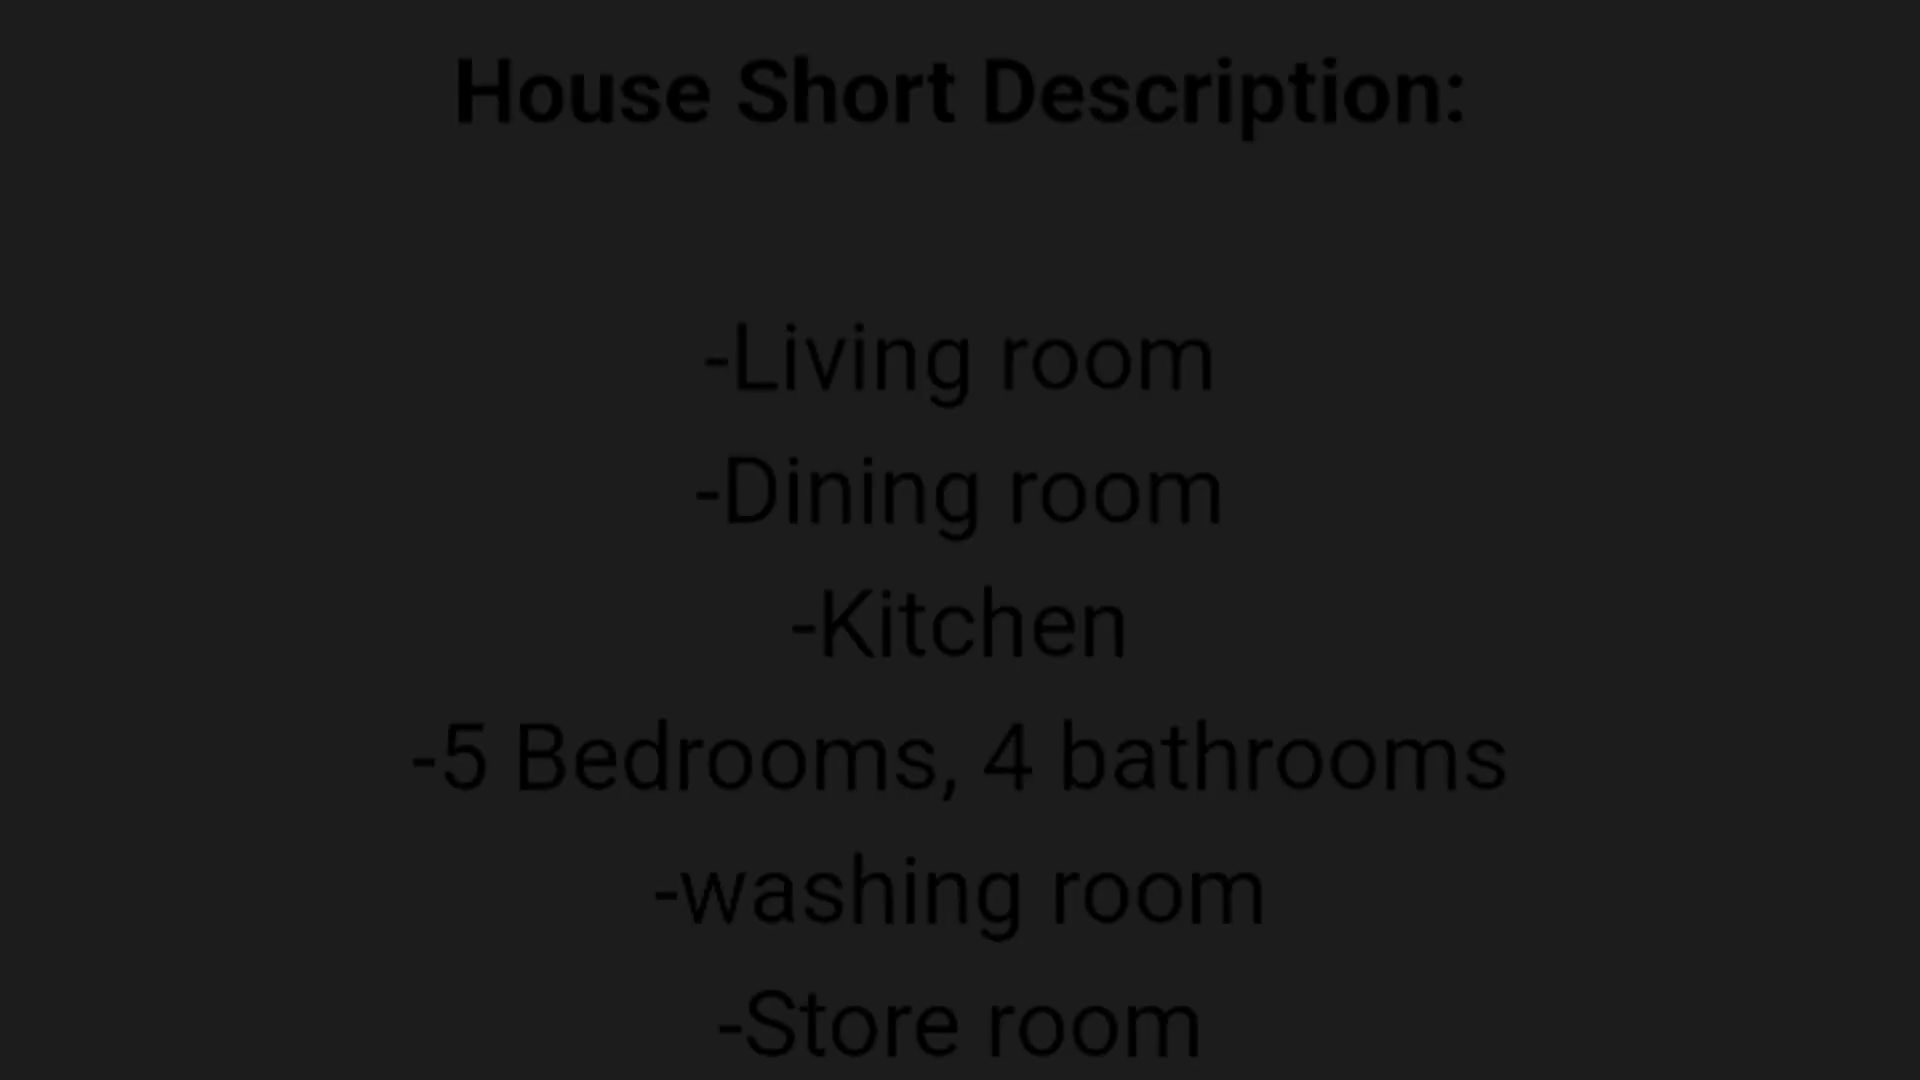 House Short Description:
-Living room
-Dining room
-Kitchen
-5 Bedrooms, 4 bathrooms
-washing room
-Store room